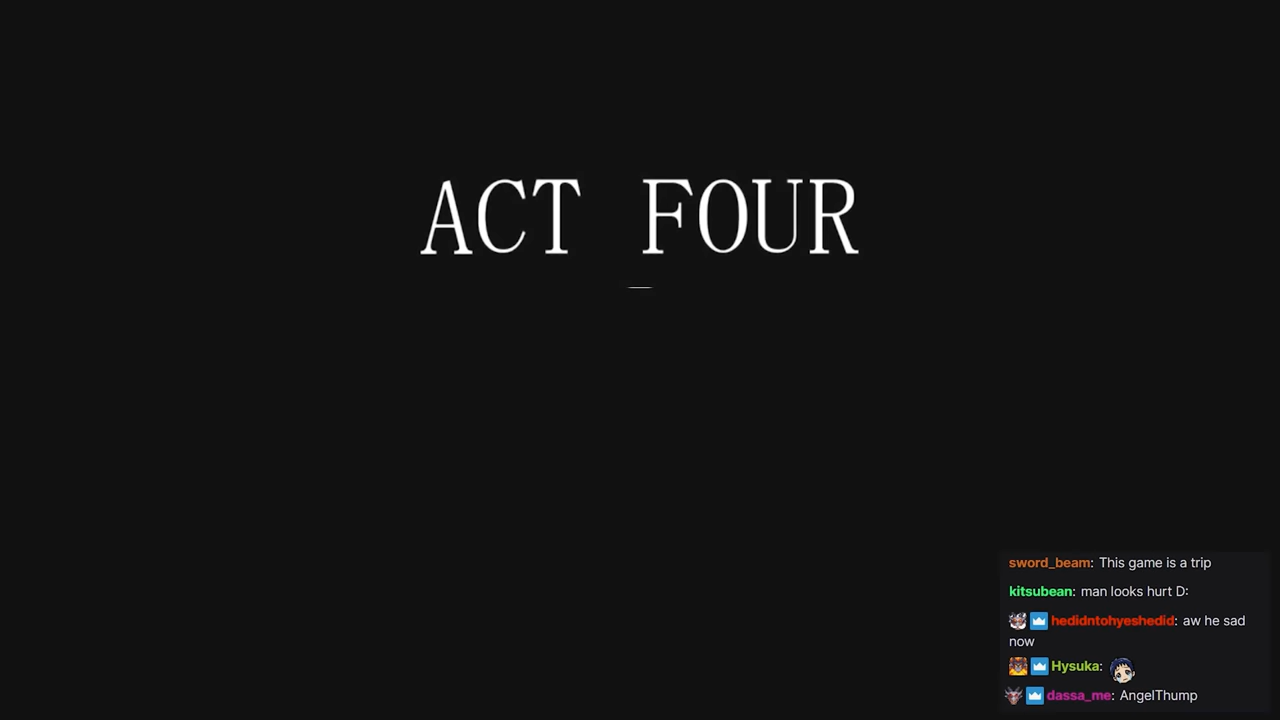 ACT FOUR
sword_beam: This game is a trip
kitsubean: man looks hurt D:
hedidntohyeshedid: aw he sad
now
Hysuka:
dassa_me: AngelThump